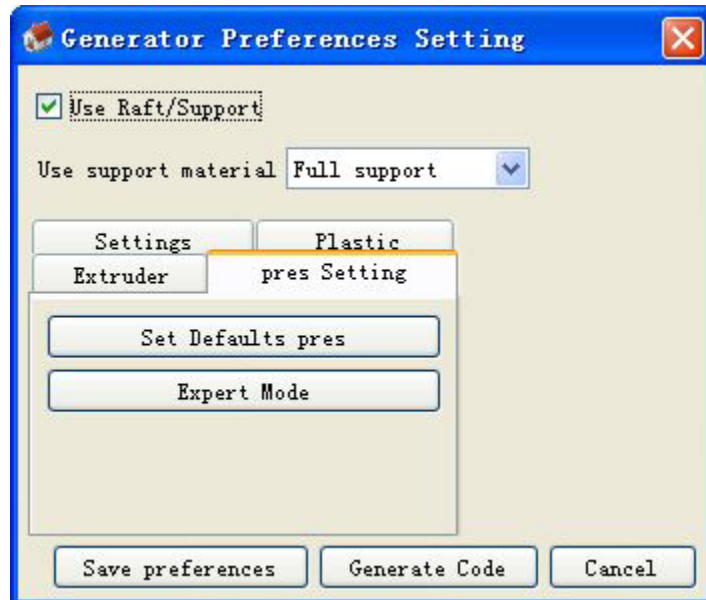 Generator Preferences Setting
Use Raft/Support
Use support material Full support
Settings Plastic
Extruder pres Setting
Set Defaults pres
Expert Mode
Save preferences Generate Code Cancel